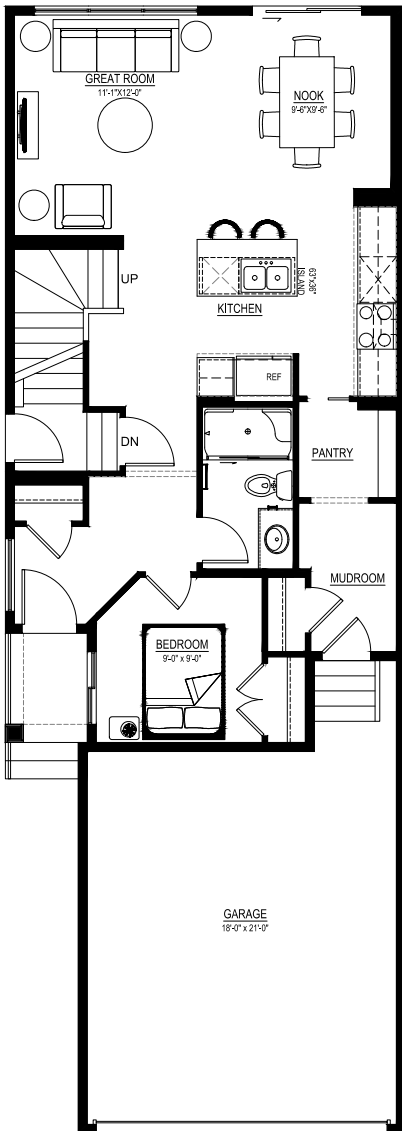 GREAT ROOM
11'-1"X12'-0"
NOOK
9'-6"X9'-6"
UP
63"x36"
ISLAND
KITCHEN
REF
DN
PANTRY
MUDROOM
BEDROOM
9'-0" x 9'-0"
GARAGE
18'-0" x 21'-0"